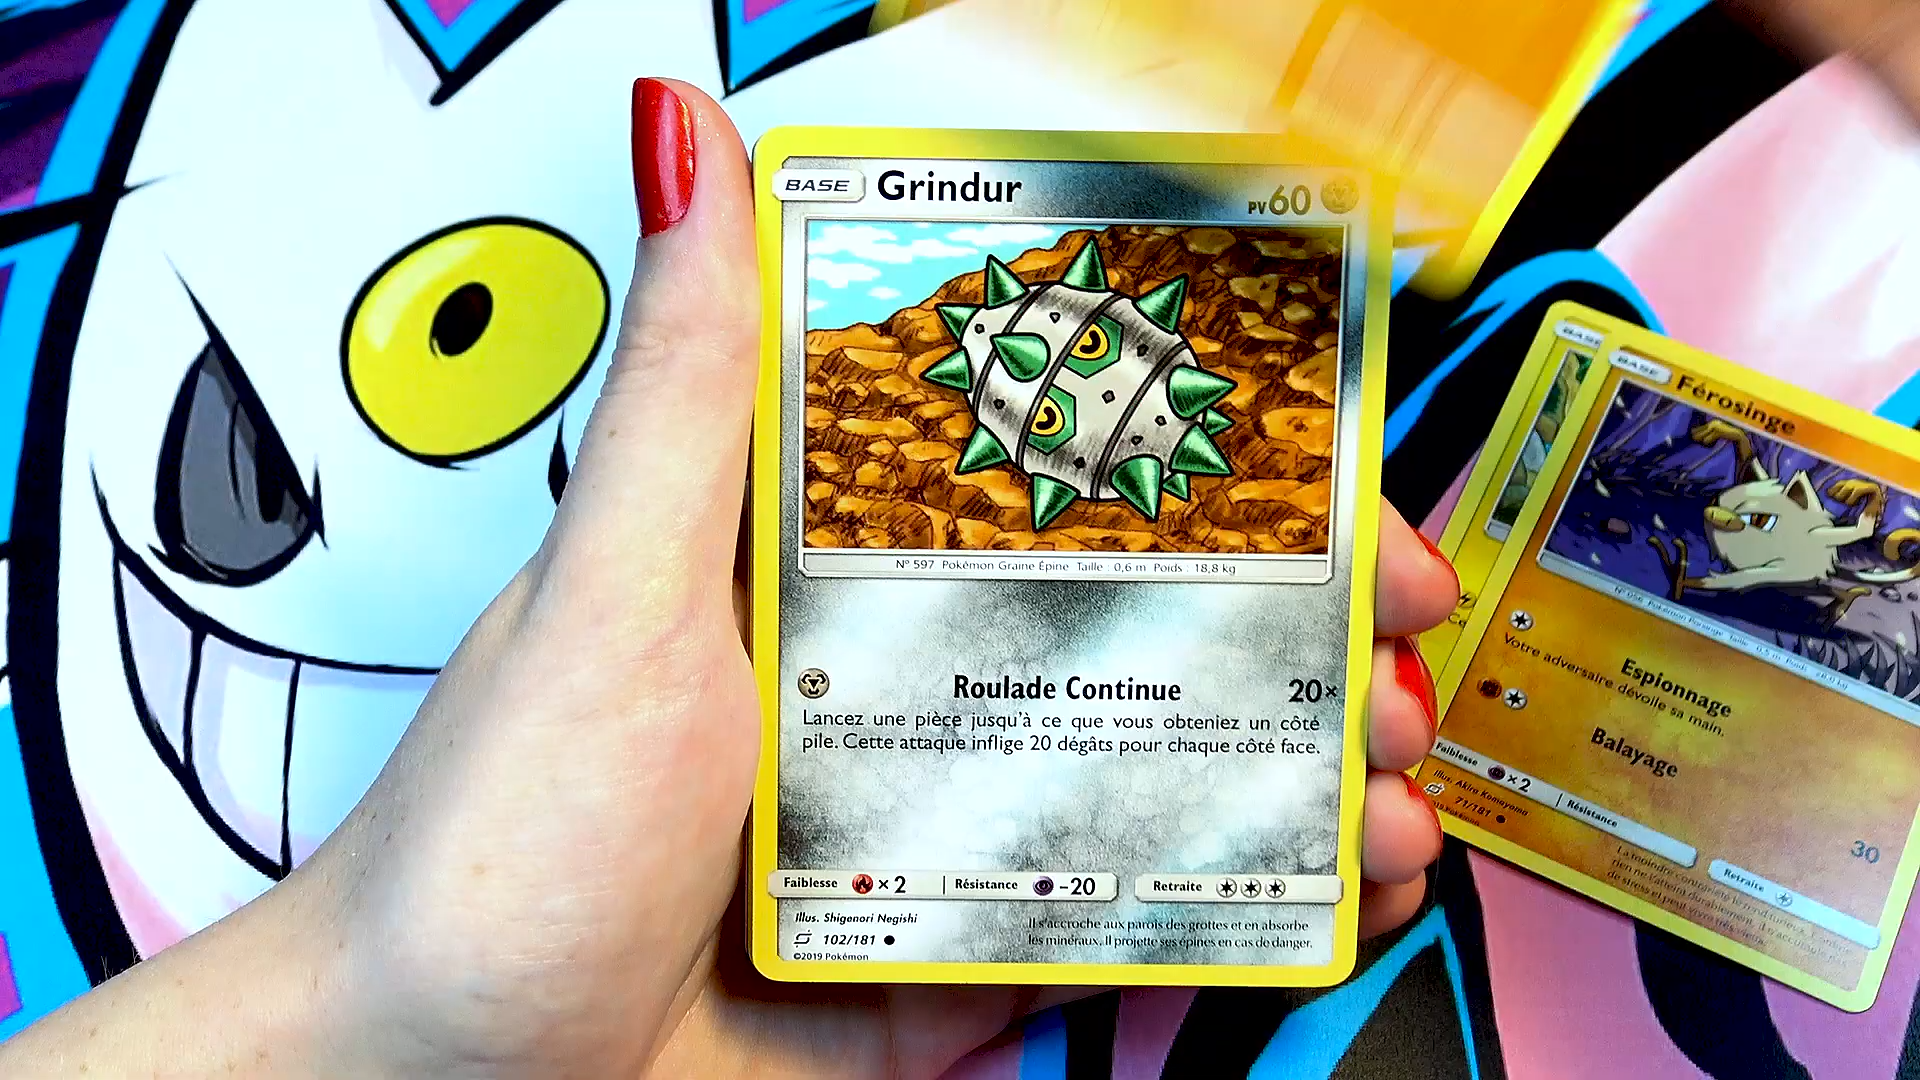 BASE Grindur PV60
N° 597 Pokémon Graine Épine Taille : 0,6 m Poids : 18,8 kg
Roulade Continue 20×
Lancez une pièce jusqu'à ce que vous obteniez un côté
pile. Cette attaque inflige 20 dégâts pour chaque côté face.
Faiblesse ×2 Résistance -20 Retraite
Illus. Shigenori Negishi
102/181
©2019 Pokémon
Il s'accroche aux parois des grottes et en absorbe
les minéraux. Il projette ses épines en cas de danger.
BASE
BASE Férosinge
Espionnage
Votre adversaire dévoile sa main.
Balayage
30
Faiblesse ×2 Résistance
Retraite
Illus. Akira Komayama
71/181